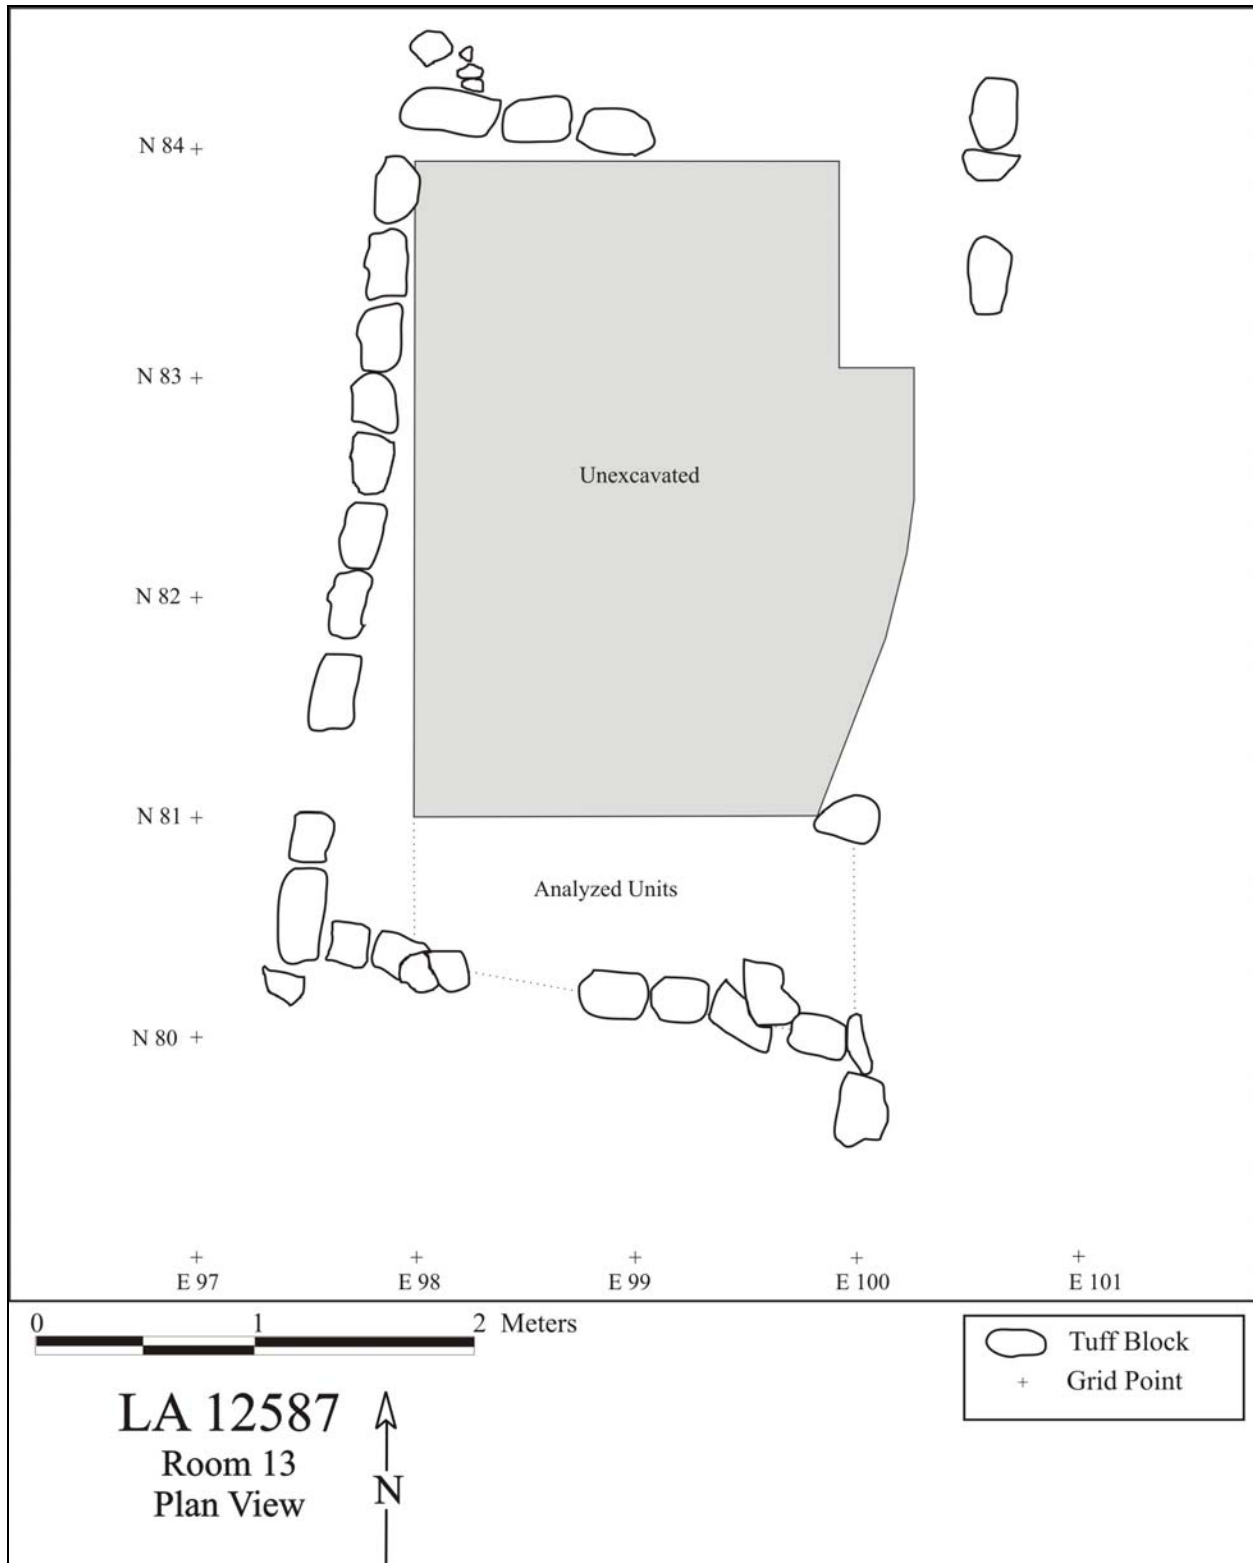 N 84
N 83
Unexcavated
N 82
N 81
Analyzed Units
N 80
E 97 E 98 E 99 E 100 E 101
0 1 2 Meters
Tuff Block
Grid Point
LA 12587
Room 13
Plan View
N